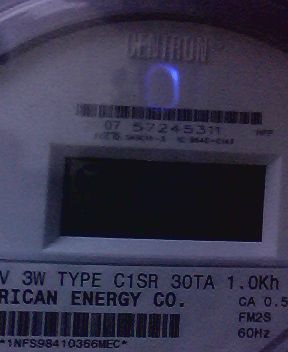 CENTRON
07 57245311
V 3W TYPE C1SR 30TA 1.0Kh
RICAN ENERGY CO.
CA 0.5
FM2S
60Hz
*1NFS98410366MEC*